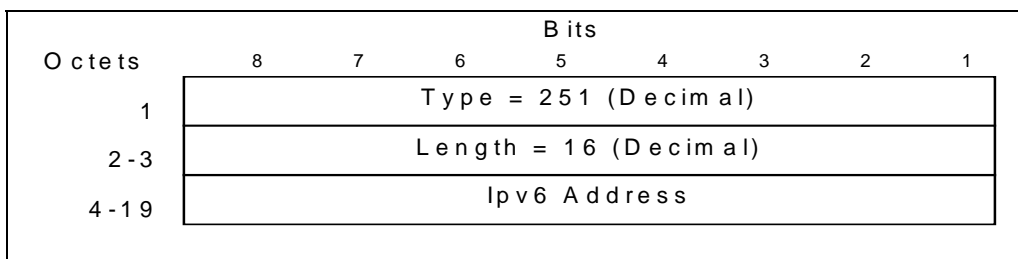 Bits
Octets 8 7 6 5 4 3 2 1
1 Type = 251 (Decimal)
2-3 Length = 16 (Decimal)
4-19 Ipv6 Address